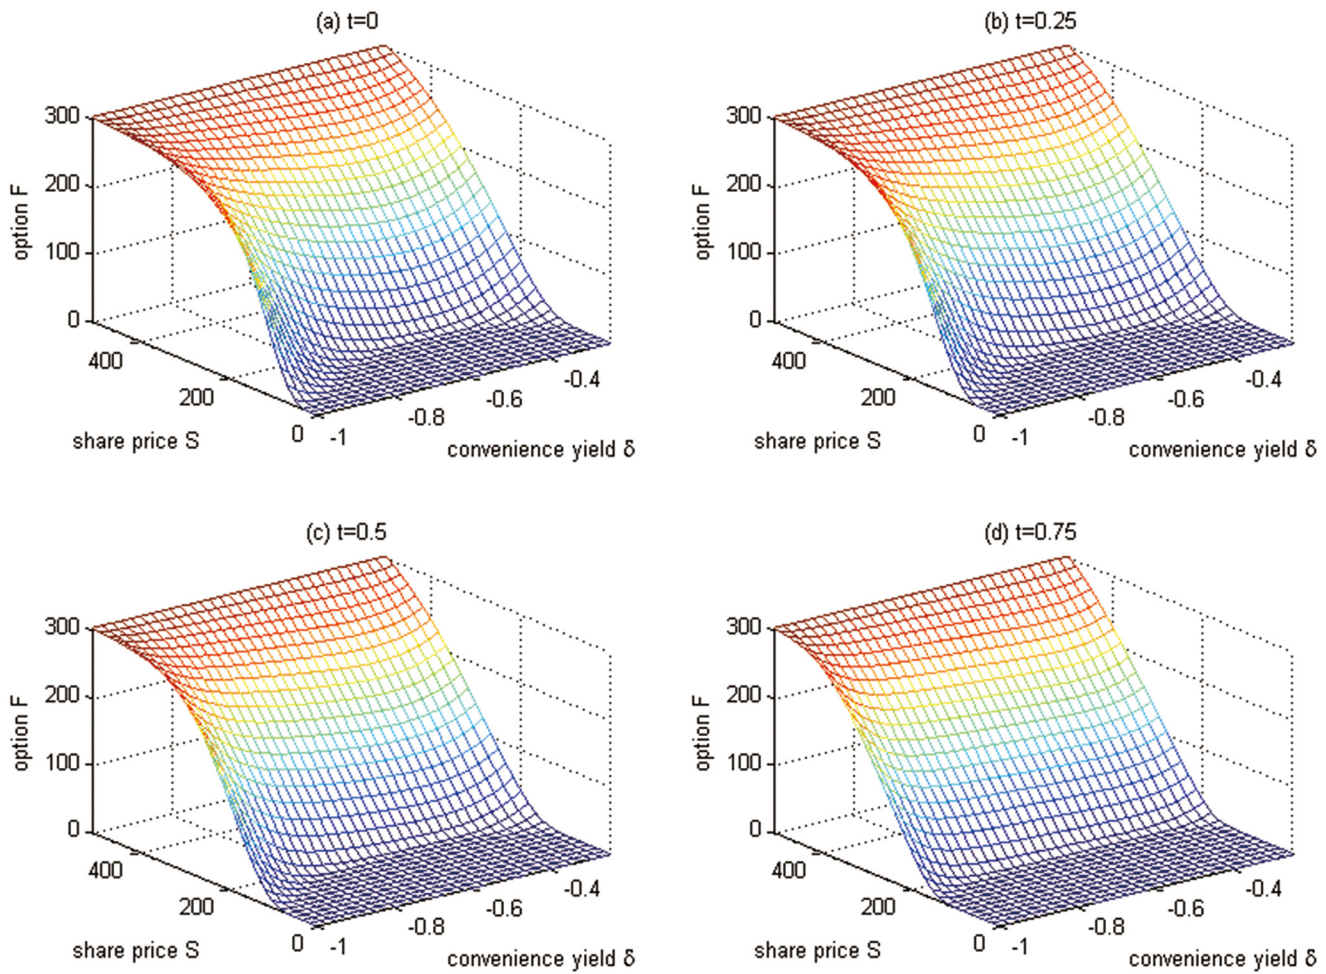 (a) t=0
300
200
100
0
option F
400
200
0
share price S
-1
-0.8
-0.6
-0.4
convenience yield δ
(b) t=0.25
300
200
100
0
option F
400
200
0
share price S
-1
-0.8
-0.6
-0.4
convenience yield δ
(c) t=0.5
300
200
100
0
option F
400
200
0
share price S
-1
-0.8
-0.6
-0.4
convenience yield δ
(d) t=0.75
300
200
100
0
option F
400
200
0
share price S
-1
-0.8
-0.6
-0.4
convenience yield δ